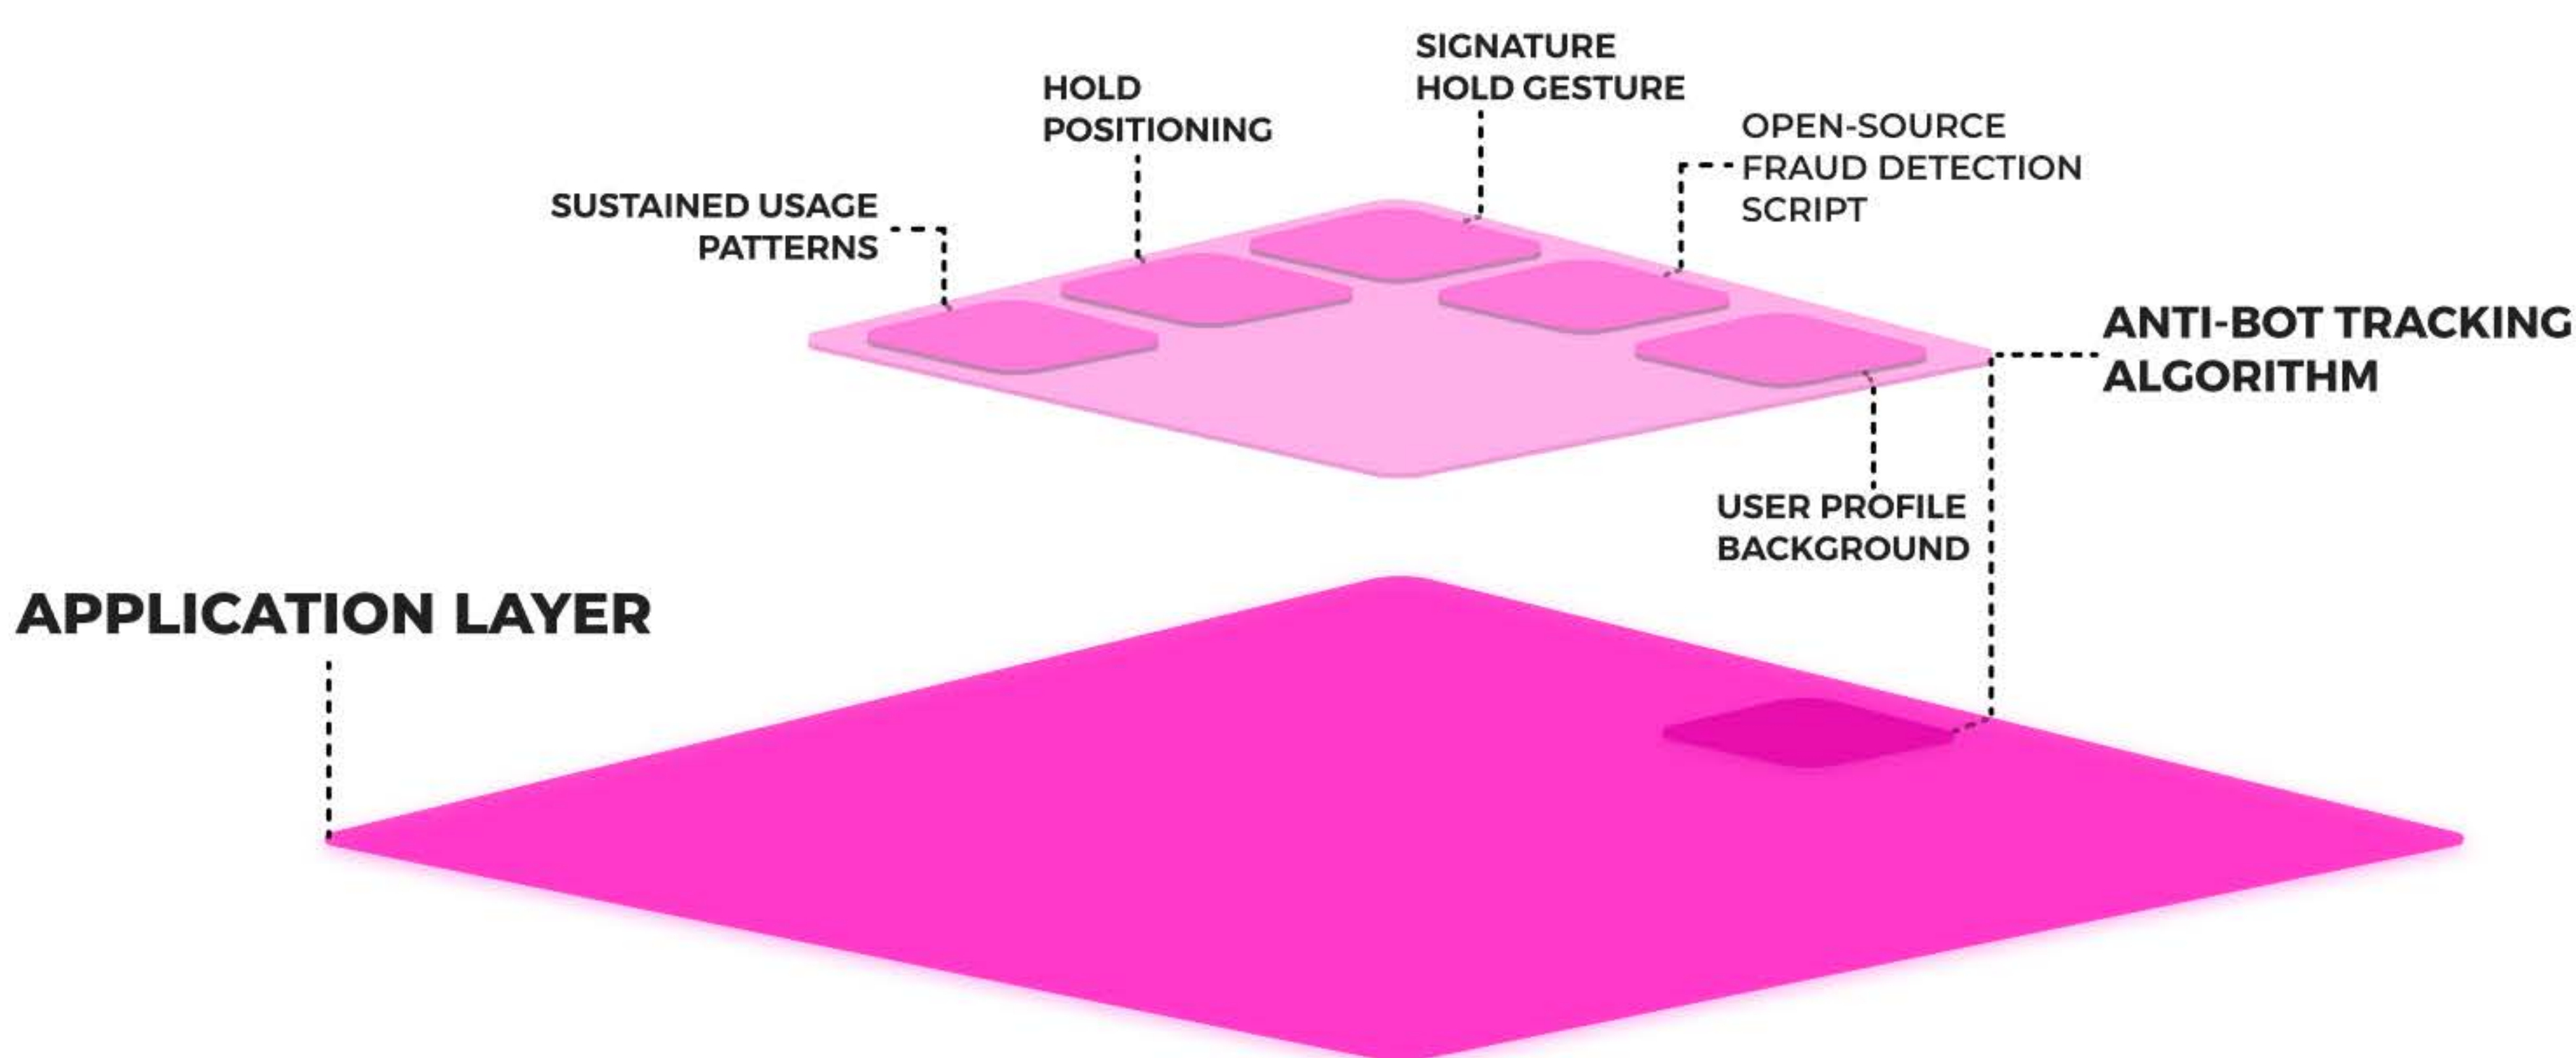 SIGNATURE
HOLD GESTURE
HOLD
POSITIONING
OPEN-SOURCE
FRAUD DETECTION
SCRIPT
SUSTAINED USAGE
PATTERNS
ANTI-BOT TRACKING
ALGORITHM
USER PROFILE
BACKGROUND
APPLICATION LAYER